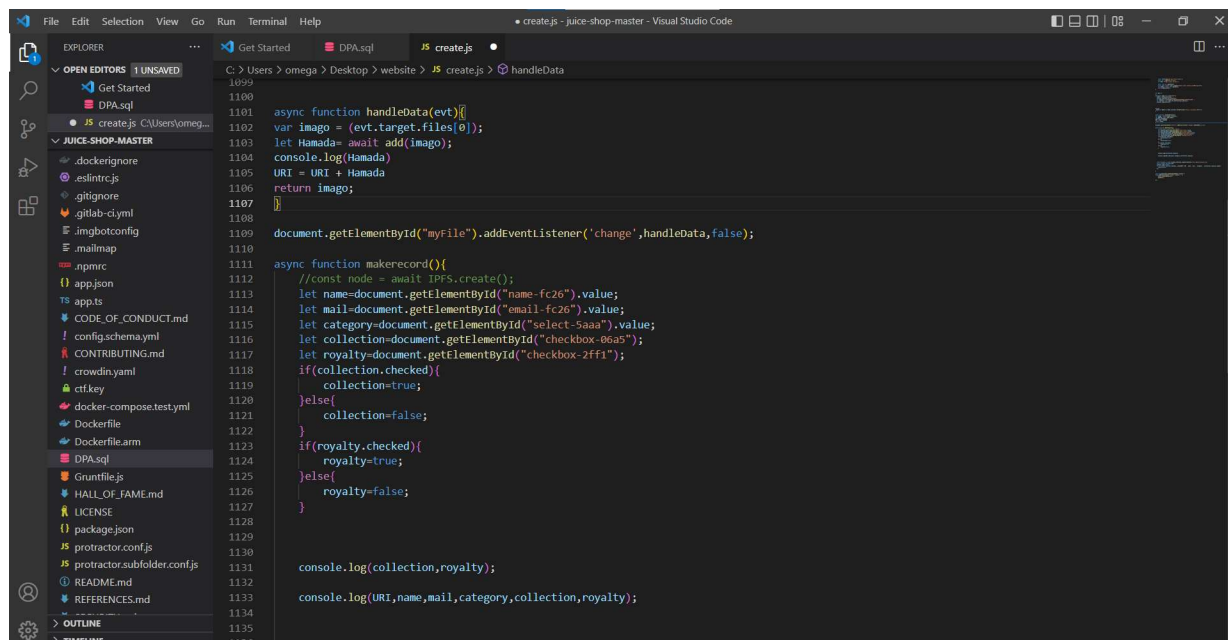 File Edit Selection View Go Run Terminal Help
● create.js - juice-shop-master - Visual Studio Code
EXPLORER
OPEN EDITORS 1 UNSAVED
Get Started
DPA.sql
JS create.js C:\Users\omeg...
JUICE-SHOP-MASTER
.dockerignore
.eslintrc.js
.gitignore
.gitlab-ci.yml
.imgbotconfig
.mailmap
.npmrc
{} app.json
TS app.ts
CODE_OF_CONDUCT.md
! config.schema.yml
CONTRIBUTING.md
! crowdin.yaml
ctf.key
docker-compose.test.yml
Dockerfile
Dockerfile.arm
DPA.sql
Gruntfile.js
HALL_OF_FAME.md
LICENSE
{} package.json
JS protractor.conf.js
JS protractor.subfolder.conf.js
README.md
REFERENCES.md
OUTLINE
TIMELINE
Get Started DPA.sql JS create.js ●
C: > Users > omega > Desktop > website > JS create.js > handleData
1099
1100
1101 async function handleData(evt){
1102 var imago = (evt.target.files[0]);
1103 let Hamada= await add(imago);
1104 console.log(Hamada)
1105 URI = URI + Hamada
1106 return imago;
1107 }
1108
1109 document.getElementById("myFile").addEventListener('change',handleData,false);
1110
1111 async function makerecord(){
1112 //const node = await IPFS.create();
1113 let name=document.getElementById("name-fc26").value;
1114 let mail=document.getElementById("email-fc26").value;
1115 let category=document.getElementById("select-5aaa").value;
1116 let collection=document.getElementById("checkbox-06a5");
1117 let royalty=document.getElementById("checkbox-2ff1");
1118 if(collection.checked){
1119 collection=true;
1120 }else{
1121 collection=false;
1122 }
1123 if(royalty.checked){
1124 royalty=true;
1125 }else{
1126 royalty=false;
1127 }
1128
1129
1130
1131 console.log(collection,royalty);
1132
1133 console.log(URI,name,mail,category,collection,royalty);
1134
1135